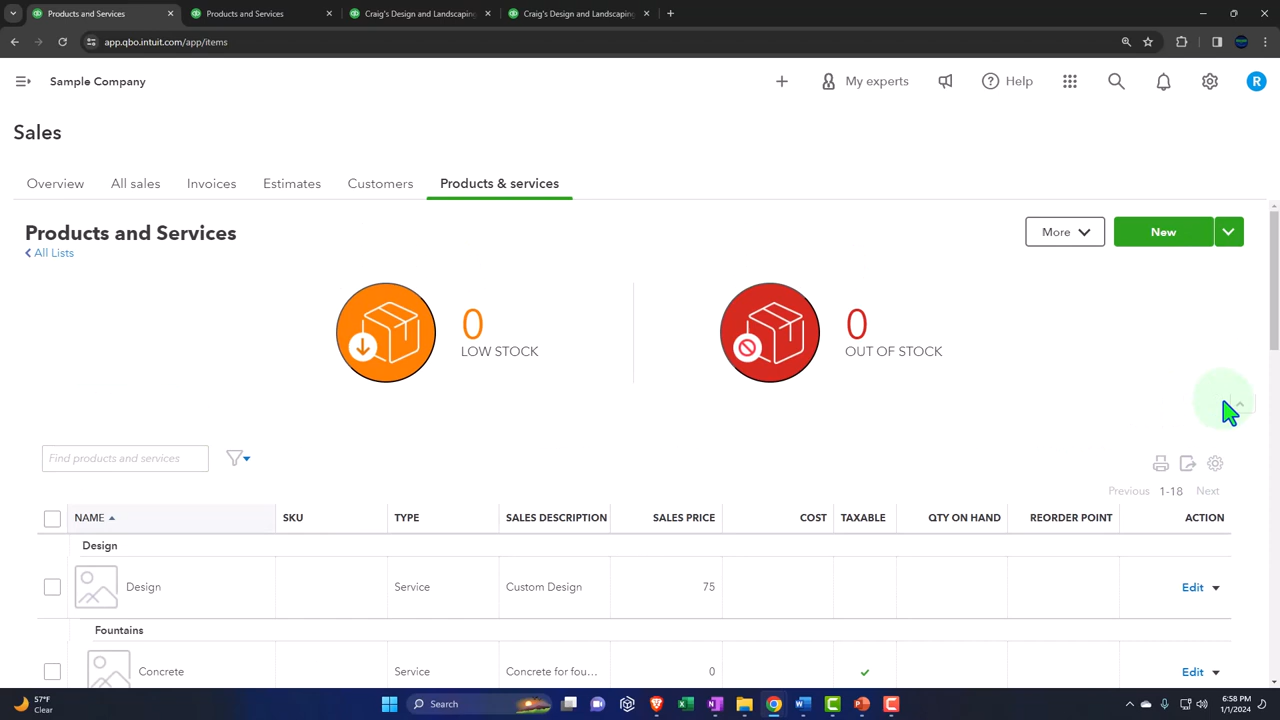 Products and Services
Products and Services
Craig's Design and Landscaping
Craig's Design and Landscaping
app.qbo.intuit.com/app/items
Sample Company
My experts
Help
R
Sales
Overview
All sales
Invoices
Estimates
Customers
Products & services
Products and Services
More
New
All Lists
0
LOW STOCK
0
OUT OF STOCK
Find products and services
Previous 1-18 Next
NAME SKU TYPE SALES DESCRIPTION SALES PRICE COST TAXABLE QTY ON HAND REORDER POINT ACTION
Design
Design Service Custom Design 75 Edit
Fountains
Concrete Service Concrete for fou... 0 Edit
57°F
Clear
Search
6:58 PM
1/1/2024